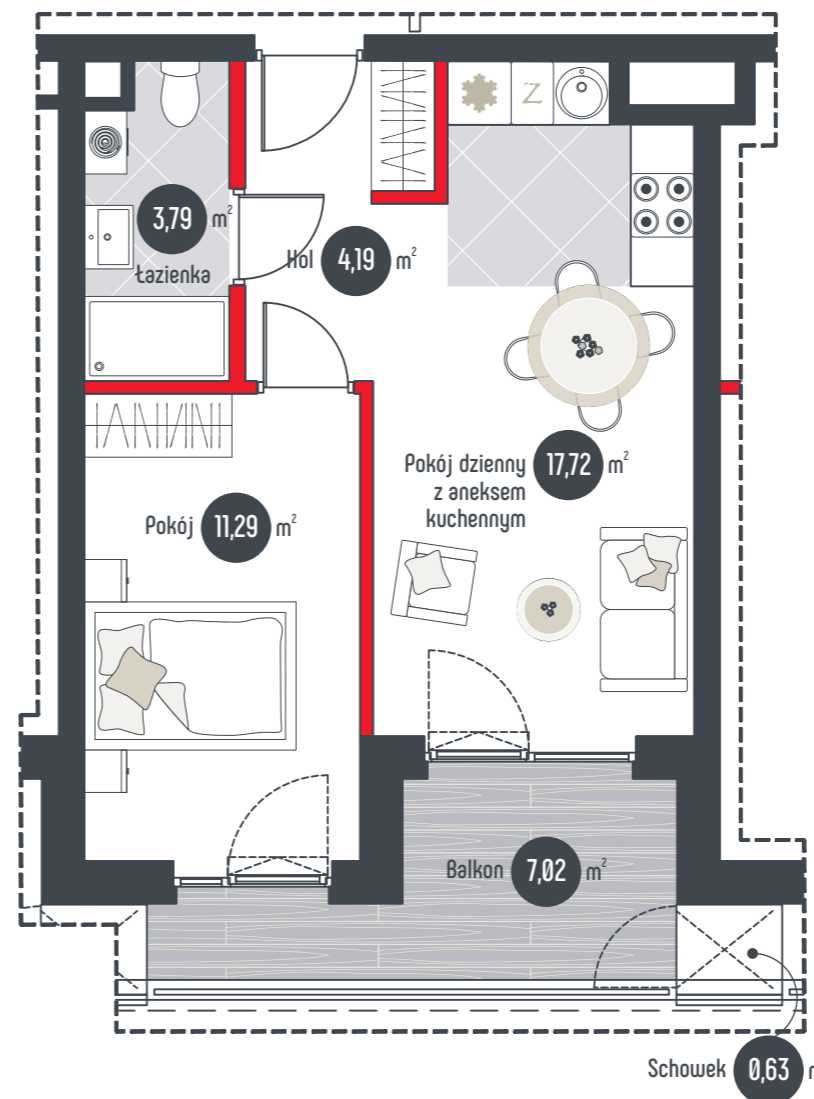 Z
3,79 m²
Łazienka
Hol 4,19 m²
Pokój dzienny
z aneksem
kuchennym
17,72 m²
Pokój 11,29 m²
Balkon 7,02 m²
Schowek 0,63